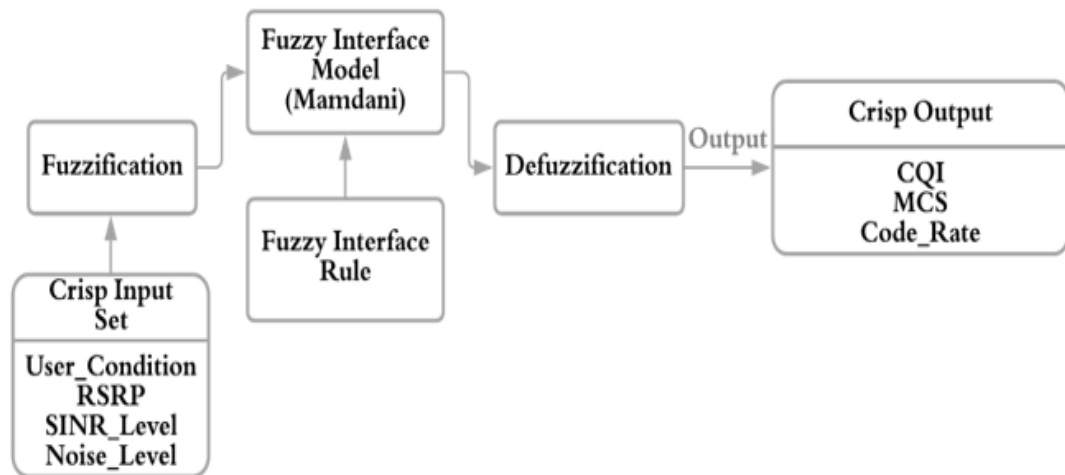 Crisp Input
Set
User_Condition
RSRP
SINR_Level
Noise_Level
Fuzzification
Fuzzy Interface
Model
(Mamdani)
Fuzzy Interface
Rule
Defuzzification
Output
Crisp Output
CQI
MCS
Code_Rate